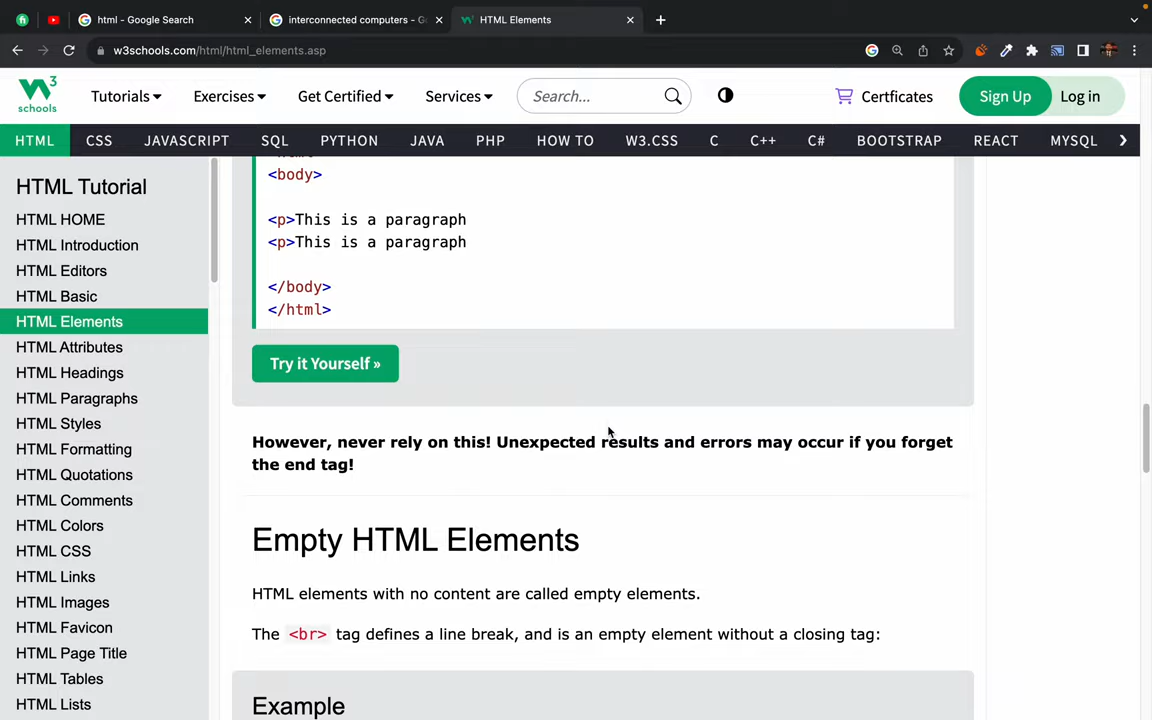 html - Google Search
interconnected computers - Go
HTML Elements
w3schools.com/html/html_elements.asp
W3
schools
Tutorials
Exercises
Get Certified
Services
Search...
Certficates
Sign Up
Log in
HTML
CSS
JAVASCRIPT
SQL
PYTHON
JAVA
PHP
HOW TO
W3.CSS
C
C++
C#
BOOTSTRAP
REACT
MYSQL
HTML Tutorial
HTML HOME
HTML Introduction
HTML Editors
HTML Basic
HTML Elements
HTML Attributes
HTML Headings
HTML Paragraphs
HTML Styles
HTML Formatting
HTML Quotations
HTML Comments
HTML Colors
HTML CSS
HTML Links
HTML Images
HTML Favicon
HTML Page Title
HTML Tables
HTML Lists
<body>
<p>This is a paragraph
<p>This is a paragraph
</body>
</html>
Try it Yourself »
However, never rely on this! Unexpected results and errors may occur if you forget
the end tag!
Empty HTML Elements
HTML elements with no content are called empty elements.
The <br> tag defines a line break, and is an empty element without a closing tag:
Example